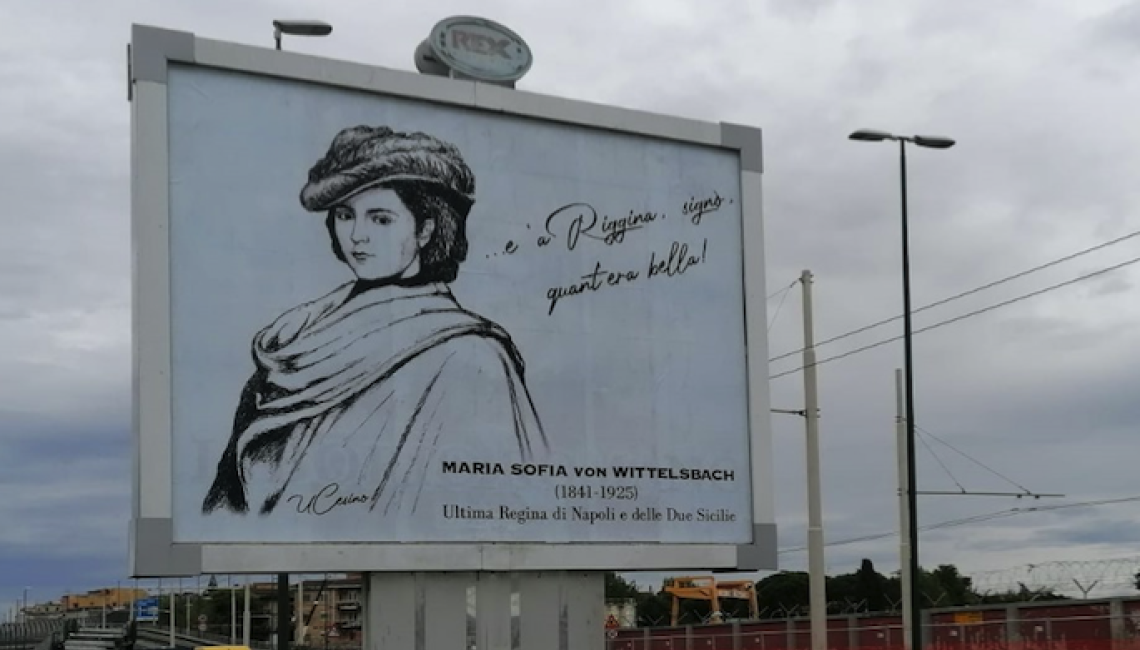 REX
...e 'a Riggina, signò,
quant'era bella!
MARIA SOFIA VON WITTELSBACH
(1841-1925)
Ultima Regina di Napoli e delle Due Sicilie
UCesino